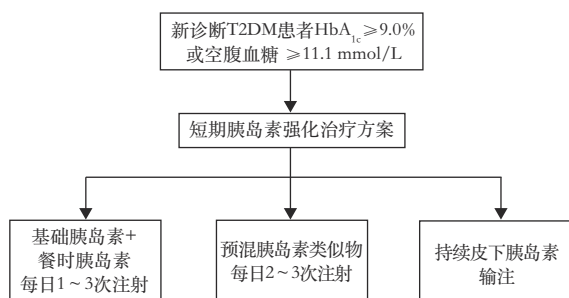 新诊断T2DM患者HbA1c≥9.0%
或空腹血糖 ≥11.1 mmol/L
短期胰岛素强化治疗方案
基础胰岛素+
餐时胰岛素
每日1～3次注射
预混胰岛素类似物
每日2～3次注射
持续皮下胰岛素
输注